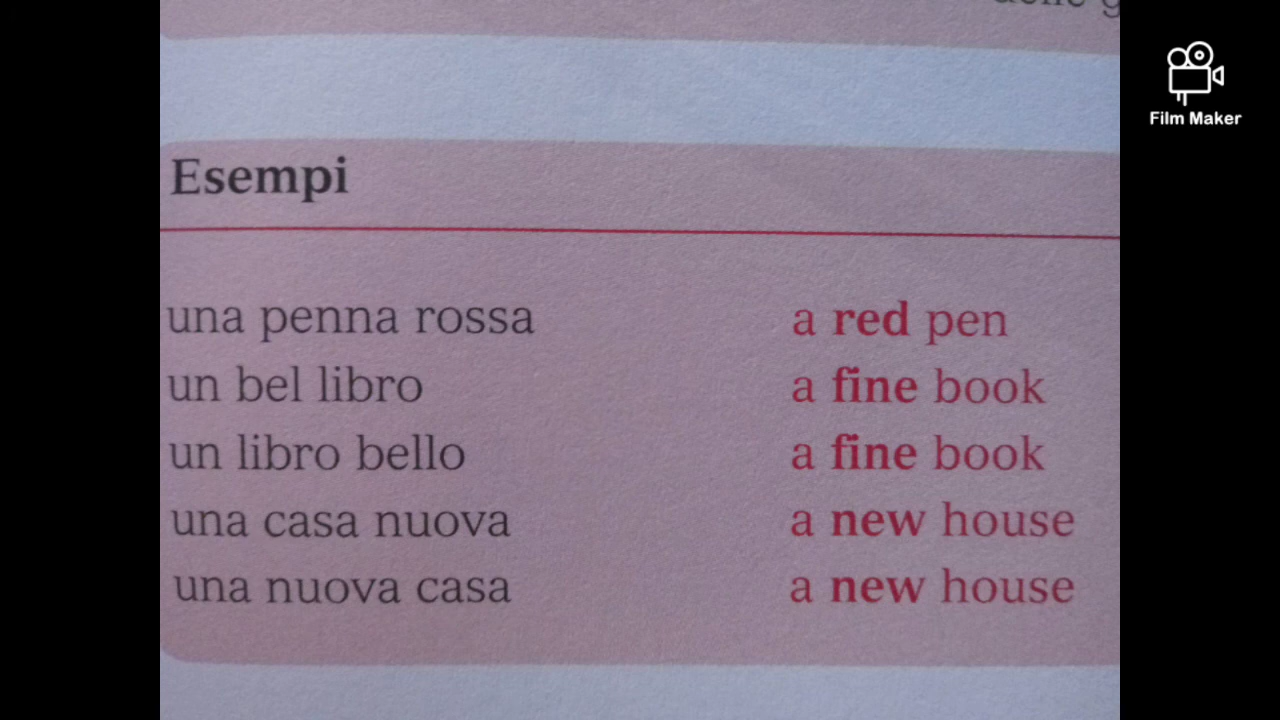 Film Maker
Esempi
una penna rossa a red pen
un bel libro a fine book
un libro bello a fine book
una casa nuova a new house
una nuova casa a new house